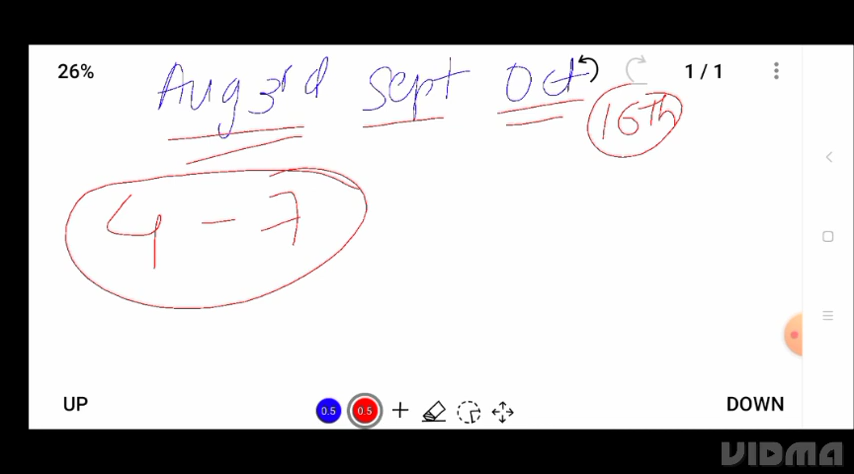 26% Aug 3rd Sept Oct 1 / 1
16th
4 - 7
UP 0.5 0.5 DOWN
VIDMA